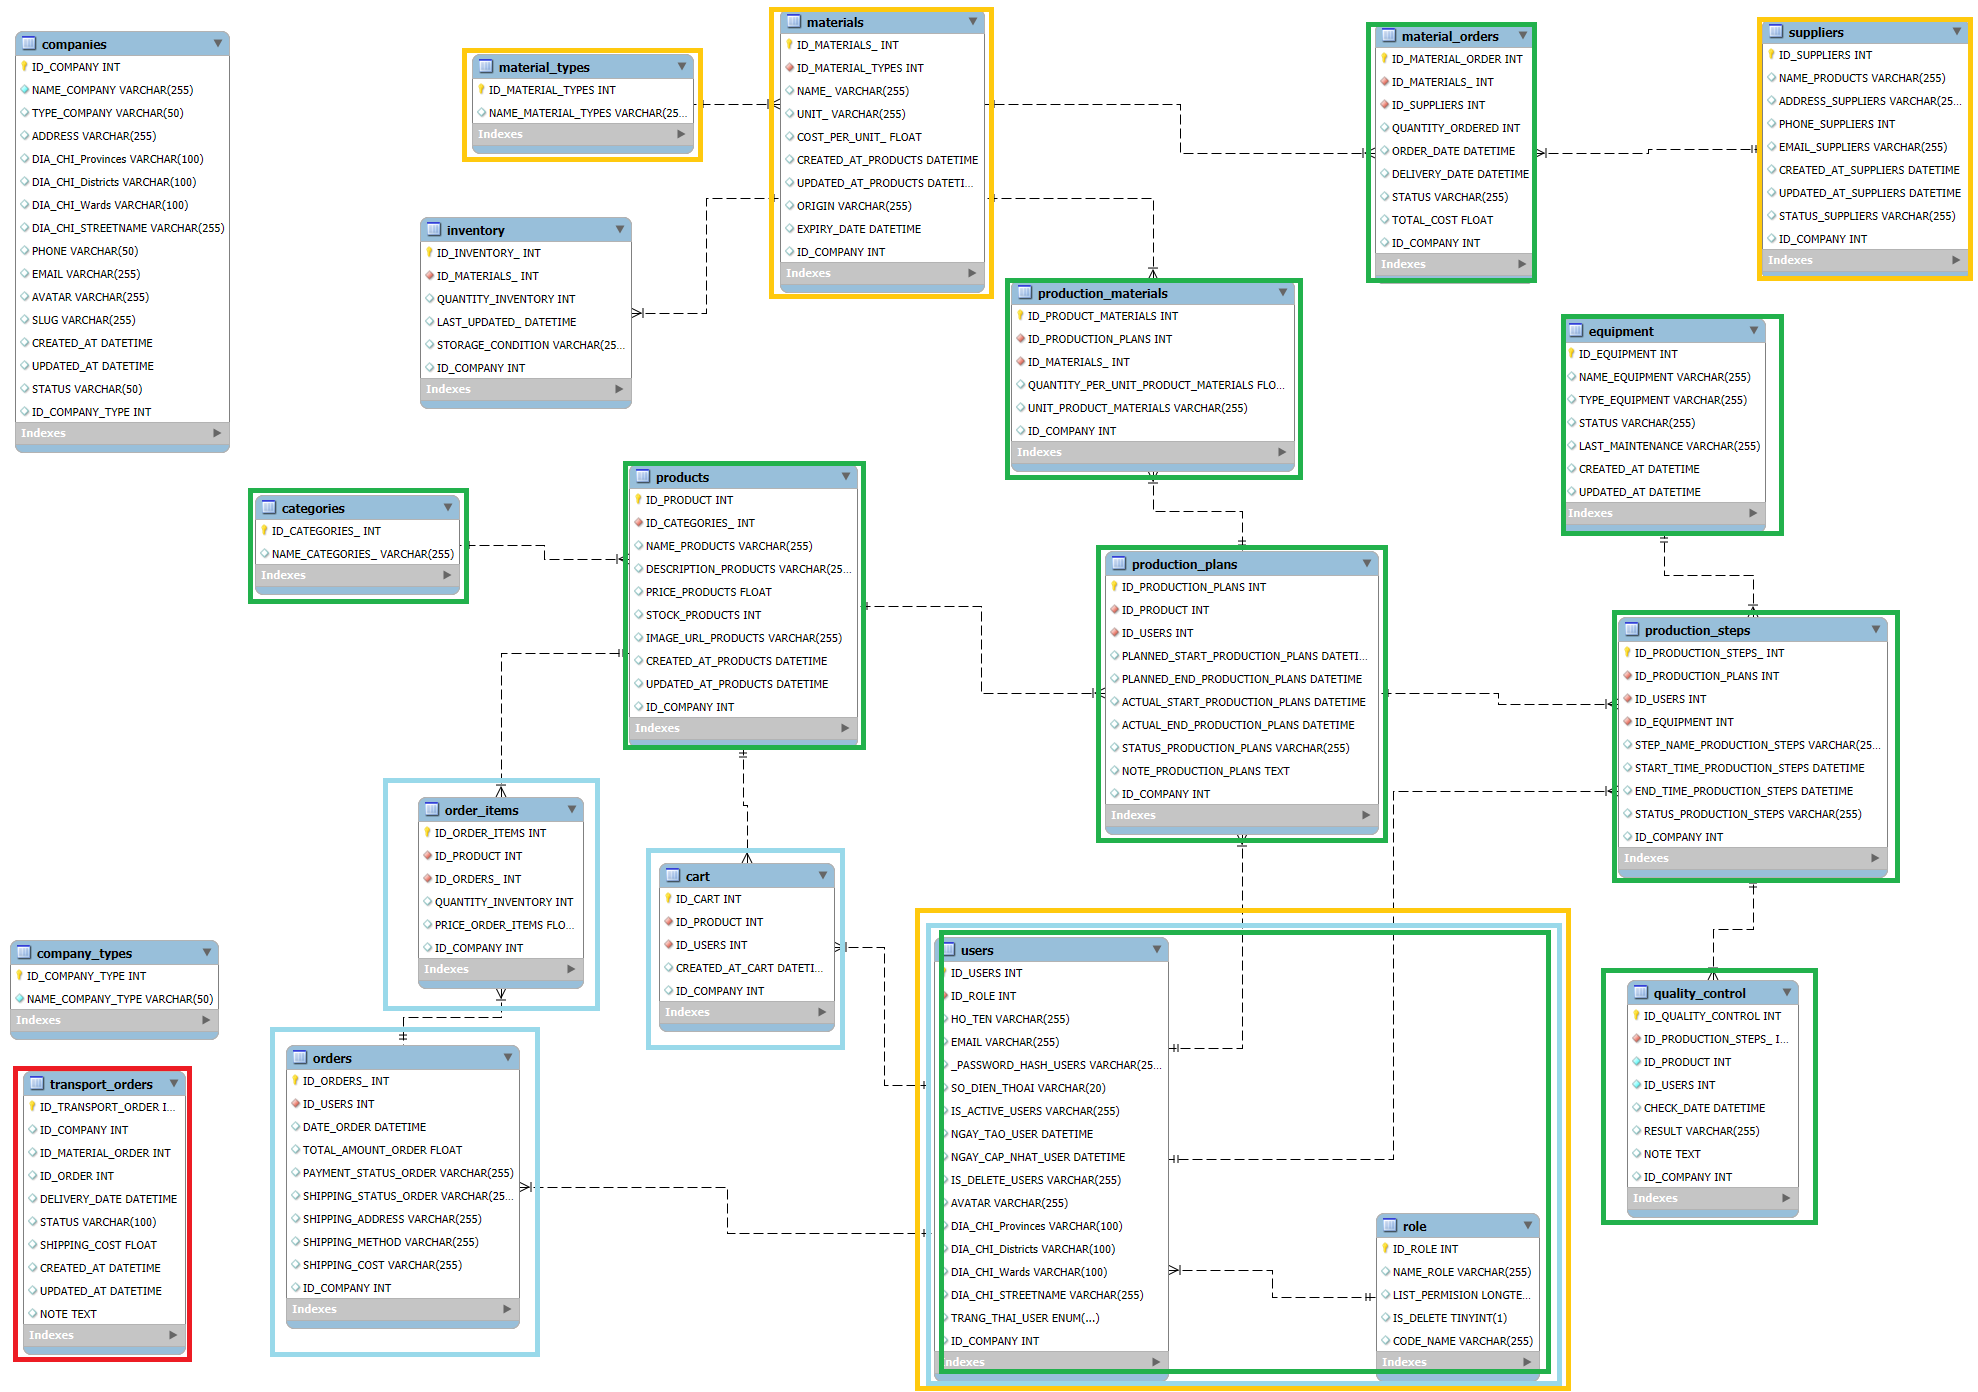 companies
ID_COMPANY INT
NAME_COMPANY VARCHAR(255)
TYPE_COMPANY VARCHAR(50)
ADDRESS VARCHAR(255)
DIA_CHI_Provinces VARCHAR(100)
DIA_CHI_Districts VARCHAR(100)
DIA_CHI_Wards VARCHAR(100)
DIA_CHI_STREETNAME VARCHAR(255)
PHONE VARCHAR(50)
EMAIL VARCHAR(255)
AVATAR VARCHAR(255)
SLUG VARCHAR(255)
CREATED_AT DATETIME
UPDATED_AT DATETIME
STATUS VARCHAR(50)
ID_COMPANY_TYPE INT
Indexes
material_types
ID_MATERIAL_TYPES INT
NAME_MATERIAL_TYPES VARCHAR(25...
Indexes
materials
ID_MATERIALS_ INT
ID_MATERIAL_TYPES INT
NAME_ VARCHAR(255)
UNIT_ VARCHAR(255)
COST_PER_UNIT_ FLOAT
CREATED_AT_PRODUCTS DATETIME
UPDATED_AT_PRODUCTS DATETI...
ORIGIN VARCHAR(255)
EXPIRY_DATE DATETIME
ID_COMPANY INT
Indexes
material_orders
ID_MATERIAL_ORDER INT
ID_MATERIALS_ INT
ID_SUPPLIERS INT
QUANTITY_ORDERED INT
ORDER_DATE DATETIME
DELIVERY_DATE DATETIME
STATUS VARCHAR(255)
TOTAL_COST FLOAT
ID_COMPANY INT
Indexes
suppliers
ID_SUPPLIERS INT
NAME_PRODUCTS VARCHAR(255)
ADDRESS_SUPPLIERS VARCHAR(25...
PHONE_SUPPLIERS INT
EMAIL_SUPPLIERS VARCHAR(255)
CREATED_AT_SUPPLIERS DATETIME
UPDATED_AT_SUPPLIERS DATETIME
STATUS_SUPPLIERS VARCHAR(255)
ID_COMPANY INT
Indexes
inventory
ID_INVENTORY_ INT
ID_MATERIALS_ INT
QUANTITY_INVENTORY INT
LAST_UPDATED_ DATETIME
STORAGE_CONDITION VARCHAR(25...
ID_COMPANY INT
Indexes
production_materials
ID_PRODUCT_MATERIALS INT
ID_PRODUCTION_PLANS INT
ID_MATERIALS_ INT
QUANTITY_PER_UNIT_PRODUCT_MATERIALS FLO...
UNIT_PRODUCT_MATERIALS VARCHAR(255)
ID_COMPANY INT
Indexes
equipment
ID_EQUIPMENT INT
NAME_EQUIPMENT VARCHAR(255)
TYPE_EQUIPMENT VARCHAR(255)
STATUS VARCHAR(255)
LAST_MAINTENANCE VARCHAR(255)
CREATED_AT DATETIME
UPDATED_AT DATETIME
Indexes
categories
ID_CATEGORIES_ INT
NAME_CATEGORIES_ VARCHAR(255)
Indexes
products
ID_PRODUCT INT
ID_CATEGORIES_ INT
NAME_PRODUCTS VARCHAR(255)
DESCRIPTION_PRODUCTS VARCHAR(25...
PRICE_PRODUCTS FLOAT
STOCK_PRODUCTS INT
IMAGE_URL_PRODUCTS VARCHAR(255)
CREATED_AT_PRODUCTS DATETIME
UPDATED_AT_PRODUCTS DATETIME
ID_COMPANY INT
Indexes
production_plans
ID_PRODUCTION_PLANS INT
ID_PRODUCT INT
ID_USERS INT
PLANNED_START_PRODUCTION_PLANS DATETI...
PLANNED_END_PRODUCTION_PLANS DATETIME
ACTUAL_START_PRODUCTION_PLANS DATETIME
ACTUAL_END_PRODUCTION_PLANS DATETIME
STATUS_PRODUCTION_PLANS VARCHAR(255)
NOTE_PRODUCTION_PLANS TEXT
ID_COMPANY INT
Indexes
production_steps
ID_PRODUCTION_STEPS_ INT
ID_PRODUCTION_PLANS INT
ID_USERS INT
ID_EQUIPMENT INT
STEP_NAME_PRODUCTION_STEPS VARCHAR(25...
START_TIME_PRODUCTION_STEPS DATETIME
END_TIME_PRODUCTION_STEPS DATETIME
STATUS_PRODUCTION_STEPS VARCHAR(255)
ID_COMPANY INT
Indexes
order_items
ID_ORDER_ITEMS INT
ID_PRODUCT INT
ID_ORDERS_ INT
QUANTITY_INVENTORY INT
PRICE_ORDER_ITEMS FLO...
ID_COMPANY INT
Indexes
cart
ID_CART INT
ID_PRODUCT INT
ID_USERS INT
CREATED_AT_CART DATETI...
ID_COMPANY INT
Indexes
company_types
ID_COMPANY_TYPE INT
NAME_COMPANY_TYPE VARCHAR(50)
Indexes
users
ID_USERS INT
ID_ROLE INT
HO_TEN VARCHAR(255)
EMAIL VARCHAR(255)
_PASSWORD_HASH_USERS VARCHAR(25...
SO_DIEN_THOAI VARCHAR(20)
IS_ACTIVE_USERS VARCHAR(255)
NGAY_TAO_USER DATETIME
NGAY_CAP_NHAT_USER DATETIME
IS_DELETE_USERS VARCHAR(255)
AVATAR VARCHAR(255)
DIA_CHI_Provinces VARCHAR(100)
DIA_CHI_Districts VARCHAR(100)
DIA_CHI_Wards VARCHAR(100)
DIA_CHI_STREETNAME VARCHAR(255)
TRANG_THAI_USER ENUM(...)
ID_COMPANY INT
Indexes
role
ID_ROLE INT
NAME_ROLE VARCHAR(255)
LIST_PERMISION LONGTE...
IS_DELETE TINYINT(1)
CODE_NAME VARCHAR(255)
Indexes
quality_control
ID_QUALITY_CONTROL INT
ID_PRODUCTION_STEPS_ I...
ID_PRODUCT INT
ID_USERS INT
CHECK_DATE DATETIME
RESULT VARCHAR(255)
NOTE TEXT
ID_COMPANY INT
Indexes
transport_orders
ID_TRANSPORT_ORDER I...
ID_COMPANY INT
ID_MATERIAL_ORDER INT
ID_ORDER INT
DELIVERY_DATE DATETIME
STATUS VARCHAR(100)
SHIPPING_COST FLOAT
CREATED_AT DATETIME
UPDATED_AT DATETIME
NOTE TEXT
Indexes
orders
ID_ORDERS_ INT
ID_USERS INT
DATE_ORDER DATETIME
TOTAL_AMOUNT_ORDER FLOAT
PAYMENT_STATUS_ORDER VARCHAR(255)
SHIPPING_STATUS_ORDER VARCHAR(25...
SHIPPING_ADDRESS VARCHAR(255)
SHIPPING_METHOD VARCHAR(255)
SHIPPING_COST VARCHAR(255)
ID_COMPANY INT
Indexes